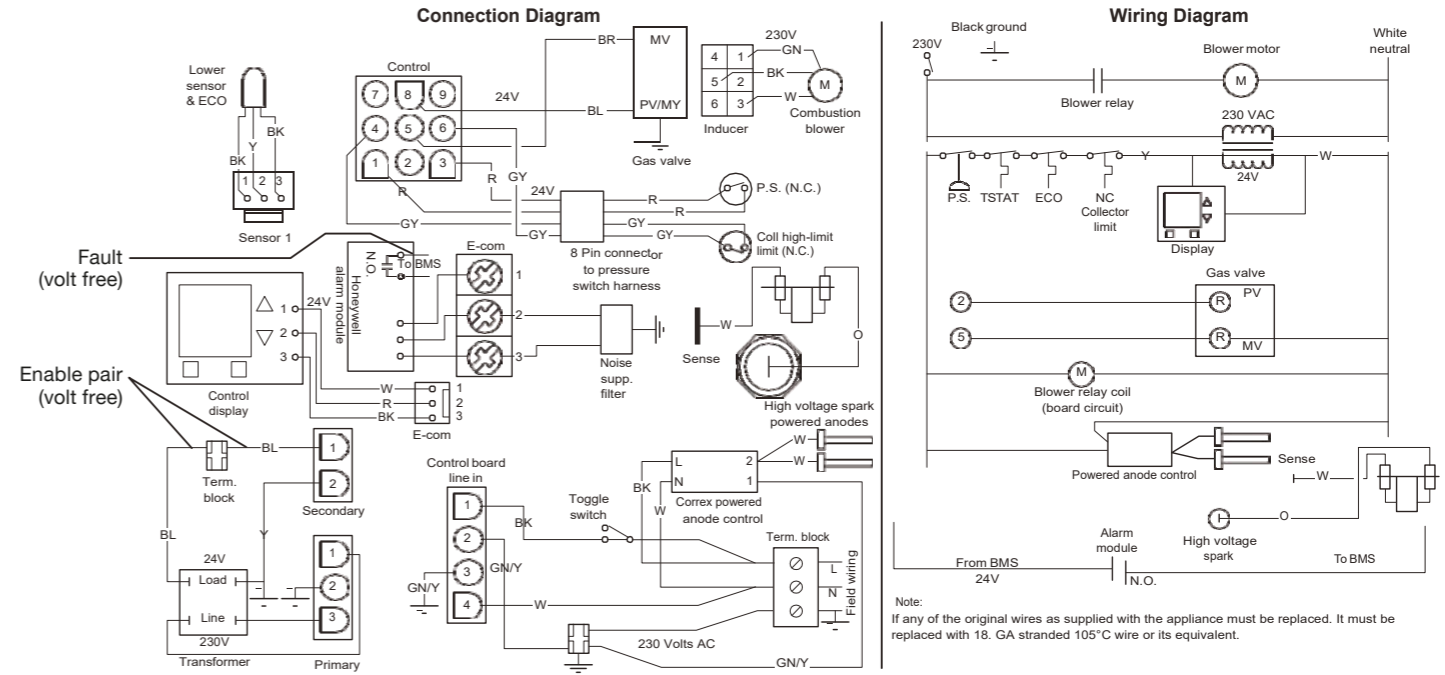 Connection Diagram
Lower
sensor
& ECO
BK
Y
BK
1 2 3
Sensor 1
Control
7
8
9
4
5
6
1
2
3
24V
BR
BL
MV
PV/MY
Gas valve
230V
4 1
5 2
6 3
GN
BK
W
M
Inducer
Combustion
blower
R
R
GY
24V
GY
GY
R
R
GY
GY
P.S. (N.C.)
Coll high-limit
limit (N.C.)
8 Pin connector
to pressure
switch harness
Fault
(volt free)
N.O.
To BMS
Honeywell
alarm module
E-com
1
2
3
Noise
supp.
filter
Sense
W
O
High voltage spark
powered anodes
1
2
3
24V
Control
display
W
R
BK
1
2
3
E-com
Enable pair
(volt free)
BL
Term.
block
1
2
Secondary
BL
Y
24V
Load
Line
230V
Transformer
1
2
3
Primary
Control board
line in
1
2
3
4
BK
GN/Y
GN/Y
W
Toggle
switch
L
N
2
1
W
W
BK
W
Correx powered
anode control
Term. block
L
N
Field wiring
230 Volts AC
GN/Y
Wiring Diagram
230V
Black ground
White
neutral
Blower motor
M
Blower relay
230 VAC
24V
Y
W
P.S.
TSTAT
ECO
NC
Collector
limit
Display
Gas valve
2
R
PV
5
R
MV
M
Blower relay coil
(board circuit)
Powered anode control
Sense
W
O
High voltage
spark
From BMS
24V
Alarm
module
N.O.
To BMS
Note:
If any of the original wires as supplied with the appliance must be replaced. It must be
replaced with 18. GA stranded 105°C wire or its equivalent.